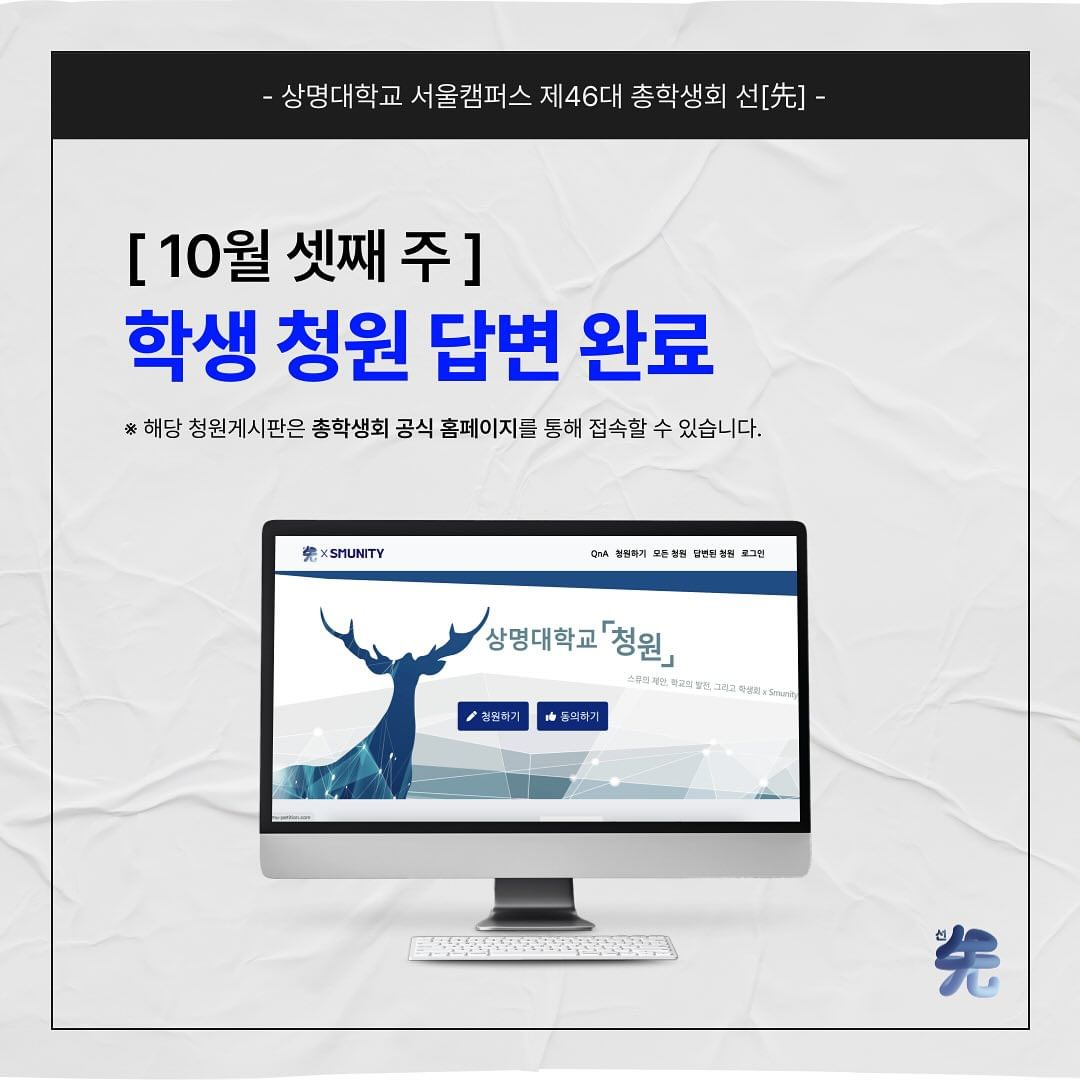 - 상명대학교 서울캠퍼스 제46대 총학생회 선[先] -
[ 10월 셋째 주 ]
학생 청원 답변 완료
※ 해당 청원게시판은 총학생회 공식 홈페이지를 통해 접속할 수 있습니다.
先 X SMUNITY
QnA 청원하기 모든 청원 답변된 청원 로그인
상명대학교「청원」
스뮤의 제안, 학교의 발전, 그리고 학생회 x Smunity
청원하기 동의하기
선
先